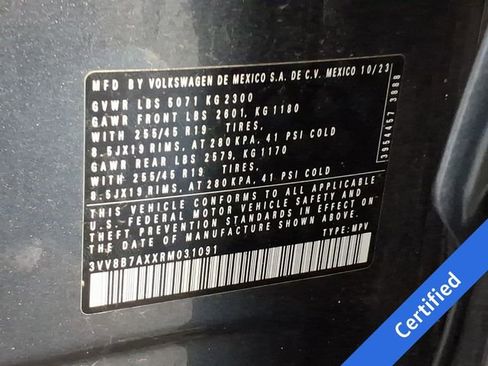 MFD BY VOLKSWAGEN DE MEXICO S.A. DE C.V. MEXICO 10/23
GVWR LBS 5071 KG 2300
GAWR FRONT LBS 2601, KG 1180
WITH 255/45 R19 TIRES,
8.5JX19 RIMS, AT 280 KPA, 41 PSI COLD
GAWR REAR LBS 2579, KG 1170
WITH 255/45 R19 TIRES,
8.5JX19 RIMS, AT 280 KPA, 41 PSI COLD
THIS VEHICLE CONFORMS TO ALL APPLICABLE
U.S. FEDERAL MOTOR VEHICLE SAFETY AND
THEFT PREVENTION STANDARDS IN EFFECT ON
THE DATE OF MANUFACTURE SHOWN ABOVE.
3VV8B7AXXRM031091 TYPE: MPV
3954457 3888
Certified